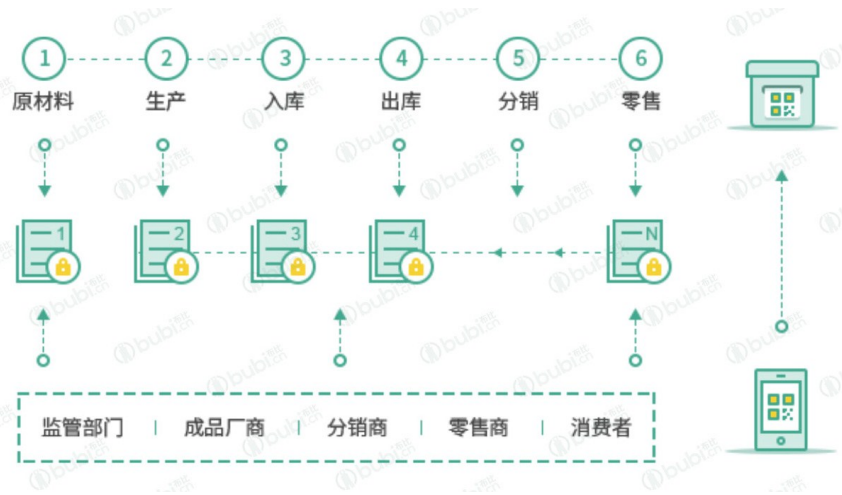 1 2 3 4 5 6
原材料 生产 入库 出库 分销 零售
1 2 3 4 N
监管部门 成品厂商 分销商 零售商 消费者
bubi